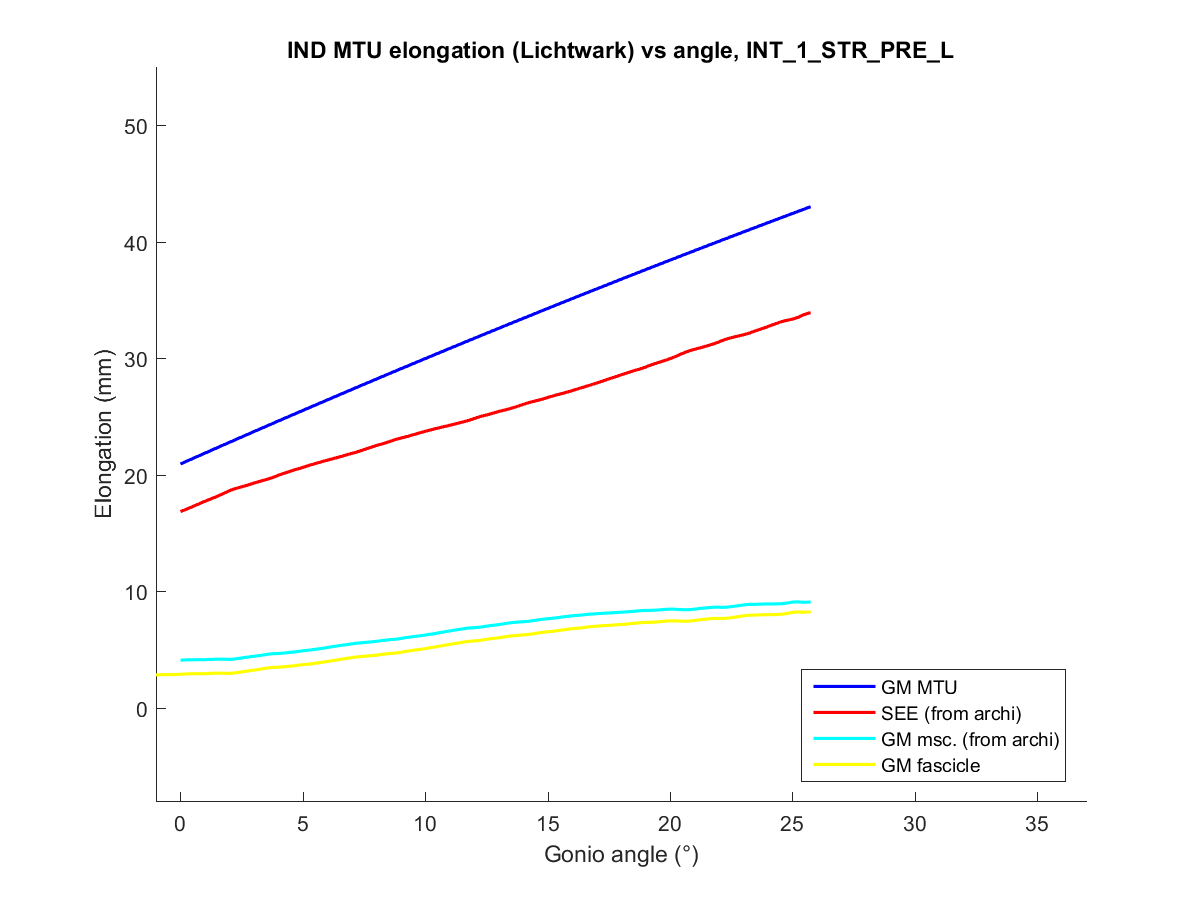 IND MTU elongation (Lichtwark) vs angle, INT_1_STR_PRE_L
50
40
30
20
10
0
Elongation (mm)
GM MTU
SEE (from archi)
GM msc. (from archi)
GM fascicle
0 5 10 15 20 25 30 35
Gonio angle (°)